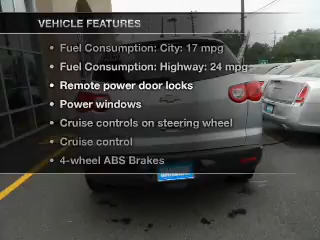 VEHICLE FEATURES
• Fuel Consumption: City: 17 mpg
• Fuel Consumption: Highway: 24 mpg
• Remote power door locks
• Power windows
• Cruise controls on steering wheel
• Cruise control
• 4-wheel ABS Brakes